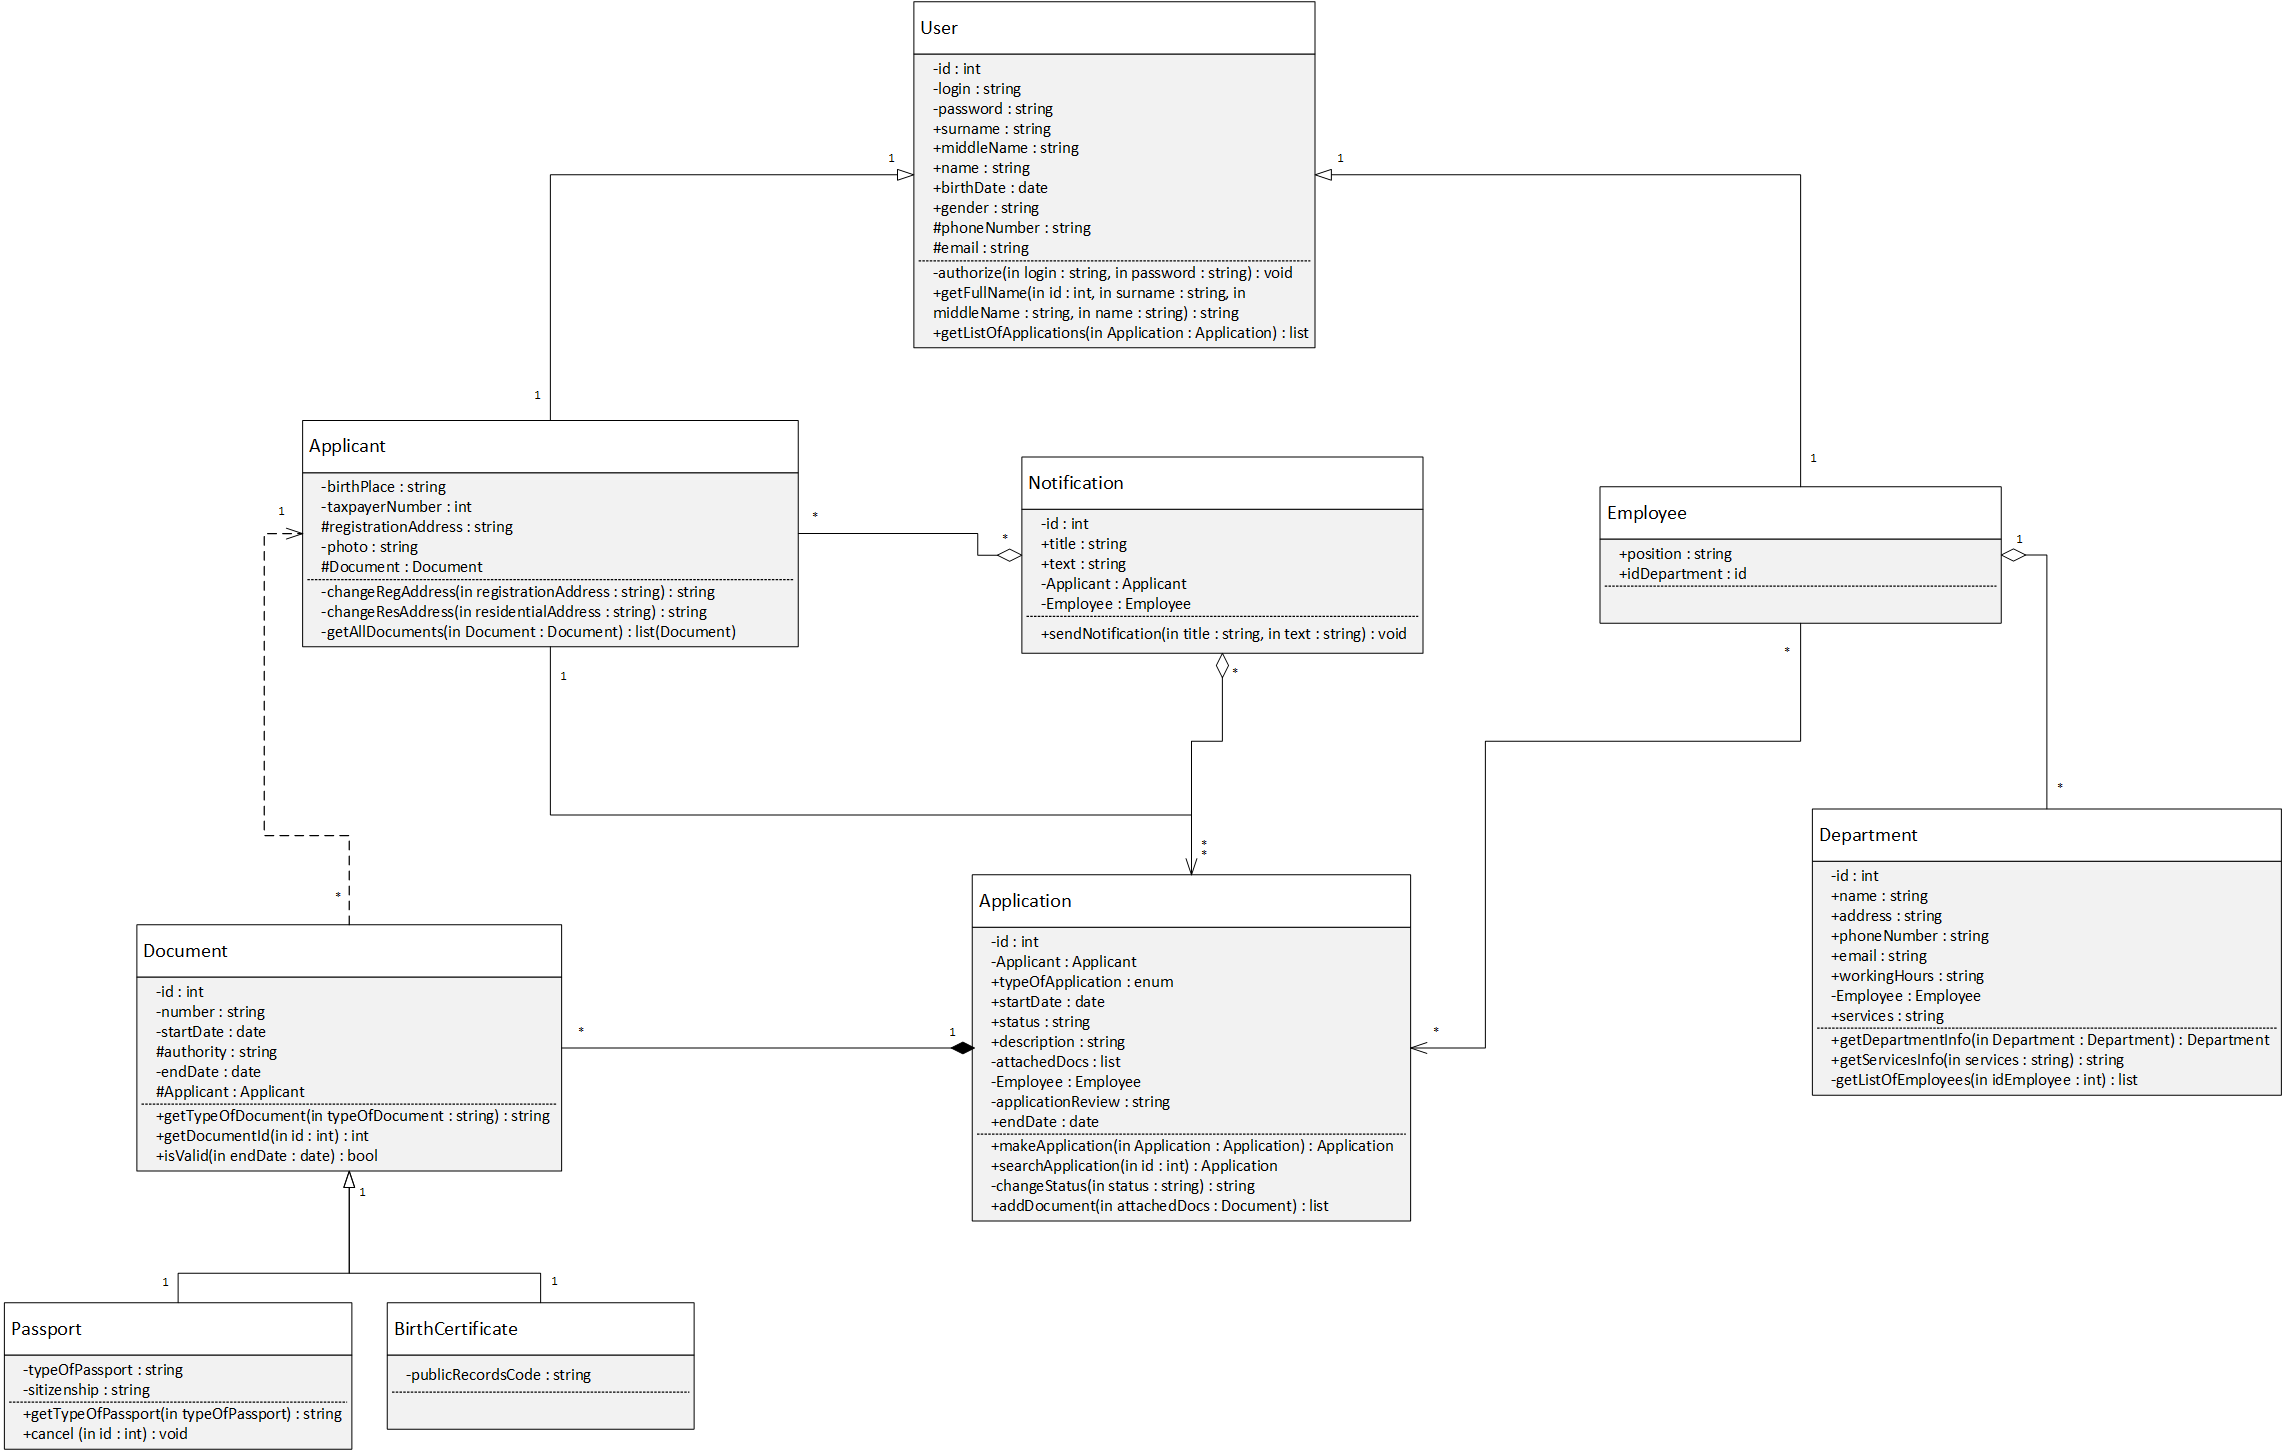 User
-id : int
-login : string
-password : string
+surname : string
+middleName : string
+name : string
+birthDate : date
+gender : string
#phoneNumber : string
#email : string
-authorize(in login : string, in password : string) : void
+getFullName(in id : int, in surname : string, in
middleName : string, in name : string) : string
+getListOfApplications(in Application : Application) : list
1
1
1
1
Applicant
-birthPlace : string
-taxpayerNumber : int
#registrationAddress : string
-photo : string
#Document : Document
-changeRegAddress(in registrationAddress : string) : string
-changeResAddress(in residentialAddress : string) : string
-getAllDocuments(in Document : Document) : list(Document)
1
1
*
*
Notification
-id : int
+title : string
+text : string
-Applicant : Applicant
-Employee : Employee
+sendNotification(in title : string, in text : string) : void
*
Employee
+position : string
+idDepartment : id
1
*
*
Department
-id : int
+name : string
+address : string
+phoneNumber : string
+email : string
+workingHours : string
-Employee : Employee
+services : string
+getDepartmentInfo(in Department : Department) : Department
+getServicesInfo(in services : string) : string
-getListOfEmployees(in idEmployee : int) : list
*
*
*
Document
-id : int
-number : string
-startDate : date
#authority : string
-endDate : date
#Applicant : Applicant
+getTypeOfDocument(in typeOfDocument : string) : string
+getDocumentId(in id : int) : int
+isValid(in endDate : date) : bool
*
1
Application
-id : int
-Applicant : Applicant
+typeOfApplication : enum
+startDate : date
+status : string
+description : string
-attachedDocs : list
-Employee : Employee
-applicationReview : string
+endDate : date
+makeApplication(in Application : Application) : Application
+searchApplication(in id : int) : Application
-changeStatus(in status : string) : string
+addDocument(in attachedDocs : Document) : list
*
1
1
1
Passport
-typeOfPassport : string
-sitizenship : string
+getTypeOfPassport(in typeOfPassport) : string
+cancel (in id : int) : void
BirthCertificate
-publicRecordsCode : string